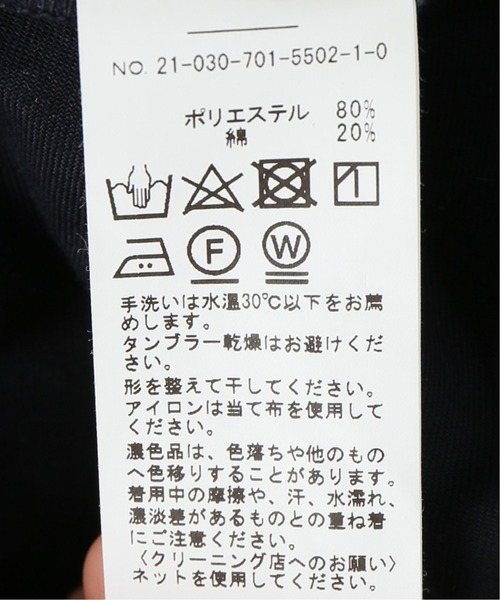 NO. 21-030-701-5502-1-0
ポリエステル 80%
綿 20%
F W
手洗いは水温30℃以下をお薦
めします。
タンブラー乾燥はお避けくだ
さい。
形を整えて干してください。
アイロンは当て布を使用して
ください。
濃色品は、色落ちや他のもの
へ色移りすることがあります。
着用中の摩擦や、汗、水濡れ、
濃淡差があるものとの重ね着
にご注意ください。
〈クリーニング店へのお願い〉
ネットを使用してください。